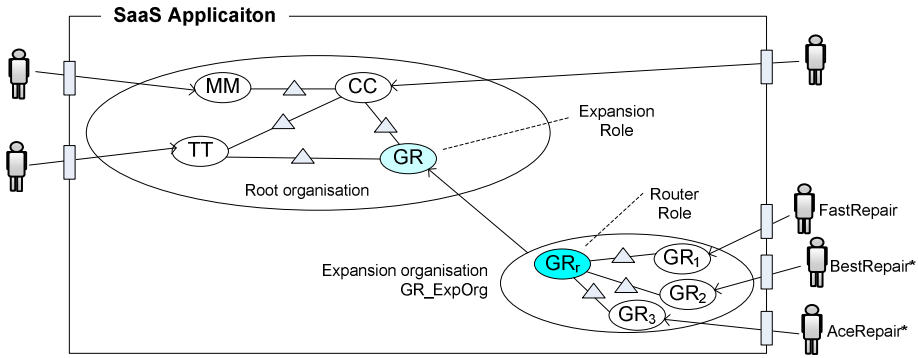 SaaS Applicaiton
MM
CC
TT
GR
Expansion
Role
Root organisation
Router
Role
FastRepair
GRr
GR1
Expansion organisation
GR_ExpOrg
BestRepair*
GR2
GR3
AceRepair*